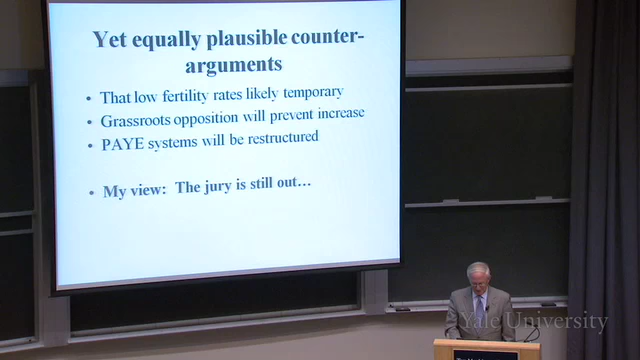 Yet equally plausible counter-
arguments
• That low fertility rates likely temporary
• Grassroots opposition will prevent increase
• PAYE systems will be restructured
• My view: The jury is still out…
Yale University